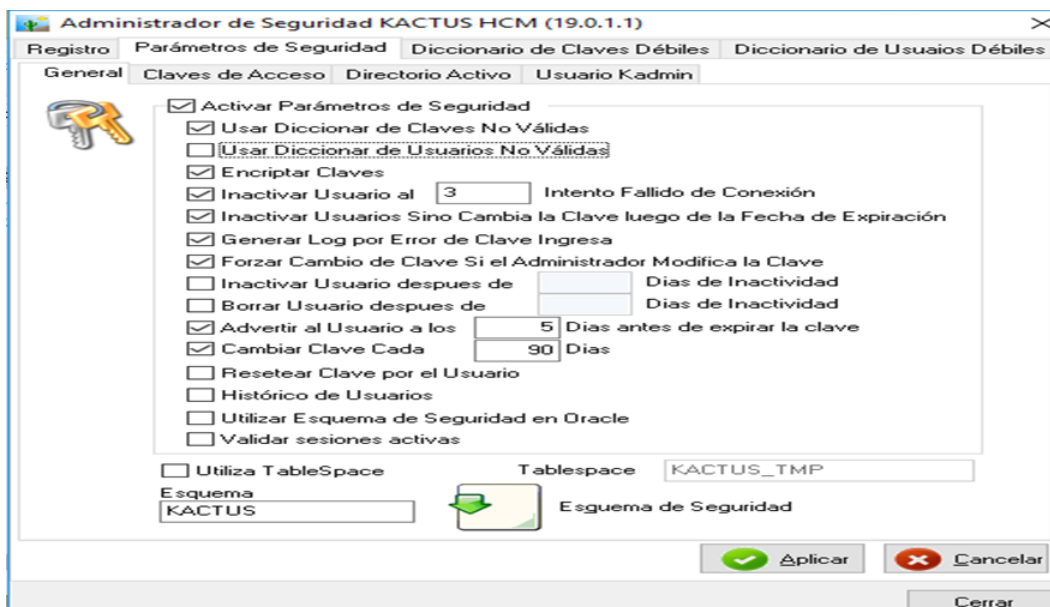 Administrador de Seguridad KACTUS HCM (19.0.1.1)
Registro Parámetros de Seguridad Diccionario de Claves Débiles Diccionario de Usuaios Débiles
General Claves de Acceso Directorio Activo Usuario Kadmin
Activar Parámetros de Seguridad
Usar Diccionar de Claves No Válidas
Usar Diccionar de Usuarios No Válidas
Encriptar Claves
Inactivar Usuario al 3 Intento Fallido de Conexión
Inactivar Usuarios Sino Cambia la Clave luego de la Fecha de Expiración
Generar Log por Error de Clave Ingresa
Forzar Cambio de Clave Si el Administrador Modifica la Clave
Inactivar Usuario despues de Dias de Inactividad
Borrar Usuario despues de Dias de Inactividad
Advertir al Usuario a los 5 Dias antes de expirar la clave
Cambiar Clave Cada 90 Dias
Resetear Clave por el Usuario
Histórico de Usuarios
Utilizar Esquema de Seguridad en Oracle
Validar sesiones activas
Utiliza TableSpace Tablespace KACTUS_TMP
Esquema
KACTUS Esguema de Seguridad
Aplicar Cancelar
Cerrar